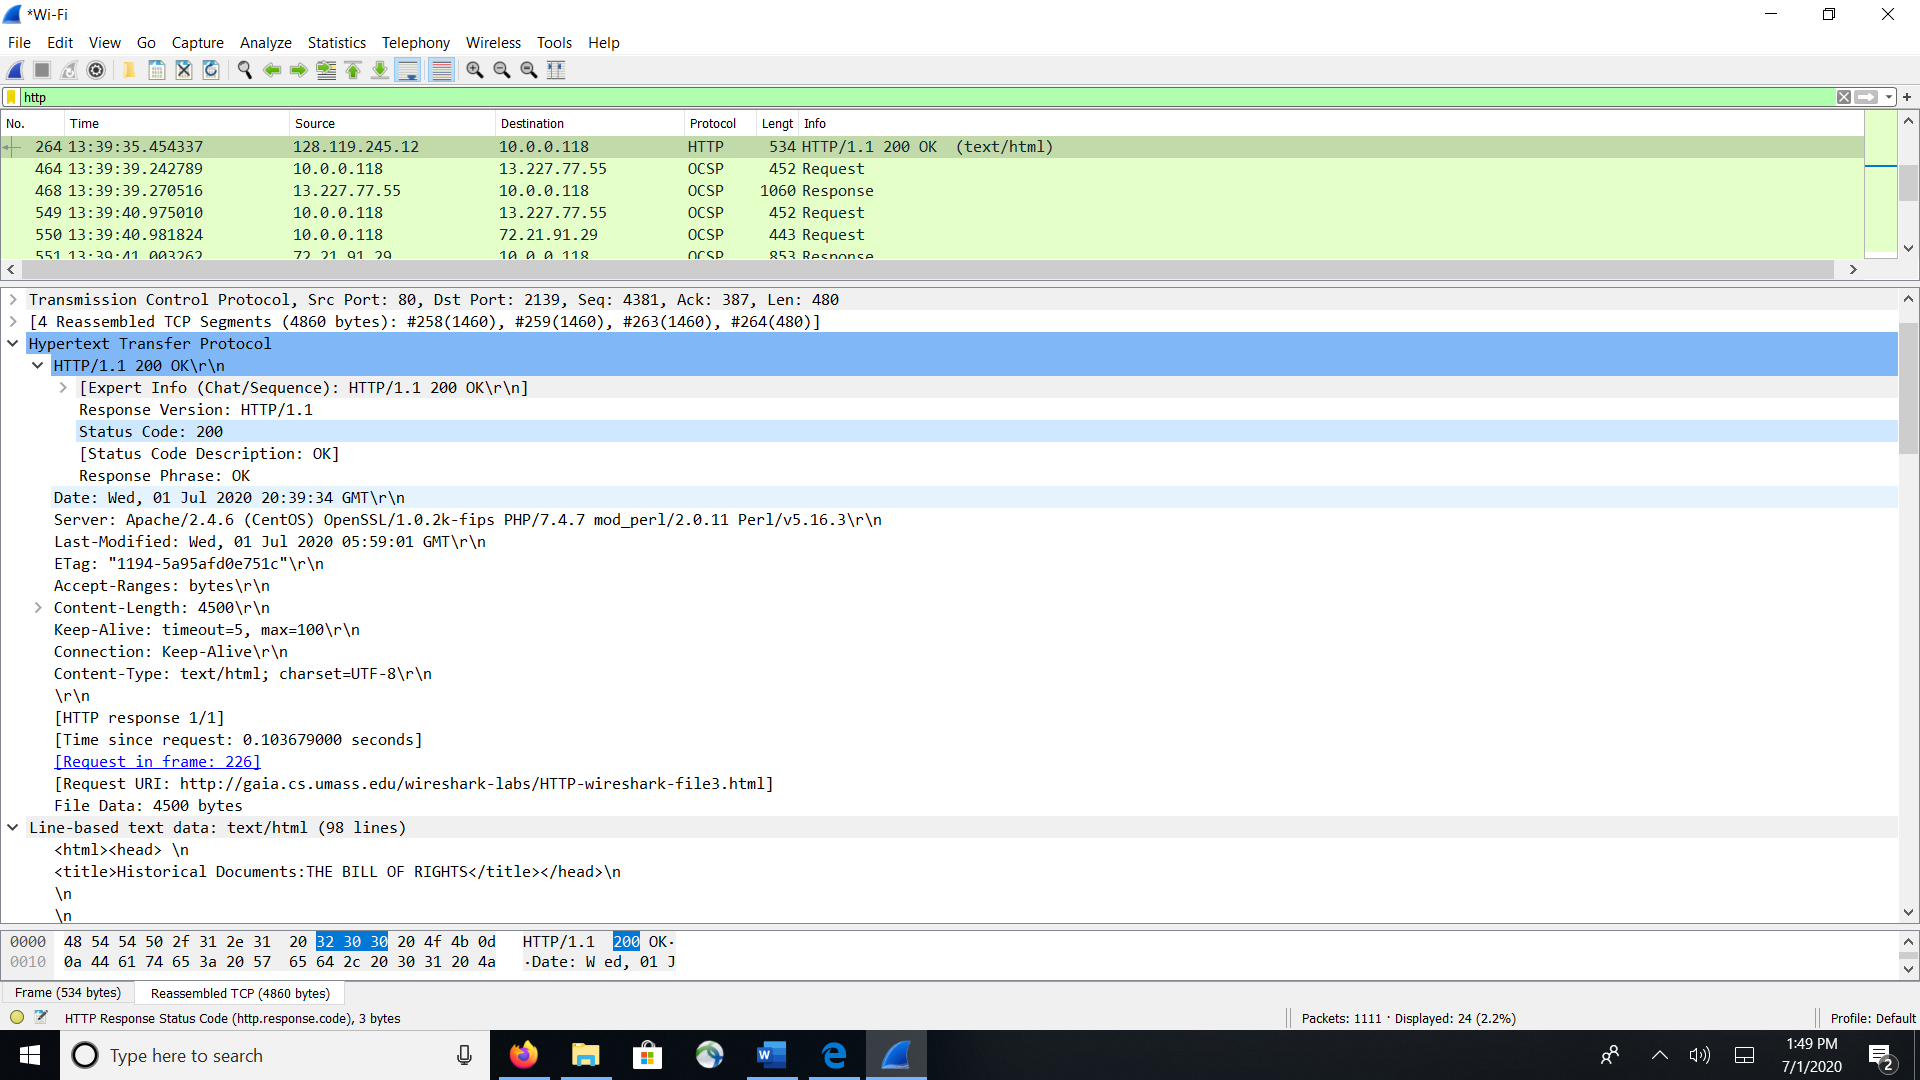 *Wi-Fi
File Edit View Go Capture Analyze Statistics Telephony Wireless Tools Help
http
No. Time Source Destination Protocol Lengt Info
264 13:39:35.454337 128.119.245.12 10.0.0.118 HTTP 534 HTTP/1.1 200 OK (text/html)
464 13:39:39.242789 10.0.0.118 13.227.77.55 OCSP 452 Request
468 13:39:39.270516 13.227.77.55 10.0.0.118 OCSP 1060 Response
549 13:39:40.975010 10.0.0.118 13.227.77.55 OCSP 452 Request
550 13:39:40.981824 10.0.0.118 72.21.91.29 OCSP 443 Request
551 13:39:41.003262 72.21.91.29 10.0.0.118 OCSP 853 Response
Transmission Control Protocol, Src Port: 80, Dst Port: 2139, Seq: 4381, Ack: 387, Len: 480
[4 Reassembled TCP Segments (4860 bytes): #258(1460), #259(1460), #263(1460), #264(480)]
Hypertext Transfer Protocol
HTTP/1.1 200 OK\r\n
[Expert Info (Chat/Sequence): HTTP/1.1 200 OK\r\n]
Response Version: HTTP/1.1
Status Code: 200
[Status Code Description: OK]
Response Phrase: OK
Date: Wed, 01 Jul 2020 20:39:34 GMT\r\n
Server: Apache/2.4.6 (CentOS) OpenSSL/1.0.2k-fips PHP/7.4.7 mod_perl/2.0.11 Perl/v5.16.3\r\n
Last-Modified: Wed, 01 Jul 2020 05:59:01 GMT\r\n
ETag: "1194-5a95afd0e751c"\r\n
Accept-Ranges: bytes\r\n
Content-Length: 4500\r\n
Keep-Alive: timeout=5, max=100\r\n
Connection: Keep-Alive\r\n
Content-Type: text/html; charset=UTF-8\r\n
\r\n
[HTTP response 1/1]
[Time since request: 0.103679000 seconds]
[Request in frame: 226]
[Request URI: http://gaia.cs.umass.edu/wireshark-labs/HTTP-wireshark-file3.html]
File Data: 4500 bytes
Line-based text data: text/html (98 lines)
<html><head> \n
<title>Historical Documents:THE BILL OF RIGHTS</title></head>\n
\n
\n
0000 48 54 54 50 2f 31 2e 31 20 32 30 30 20 4f 4b 0d HTTP/1.1 200 OK·
0010 0a 44 61 74 65 3a 20 57 65 64 2c 20 30 31 20 4a ·Date: W ed, 01 J
Frame (534 bytes) Reassembled TCP (4860 bytes)
HTTP Response Status Code (http.response.code), 3 bytes Packets: 1111 · Displayed: 24 (2.2%) Profile: Default
Type here to search
1:49 PM
7/1/2020
2